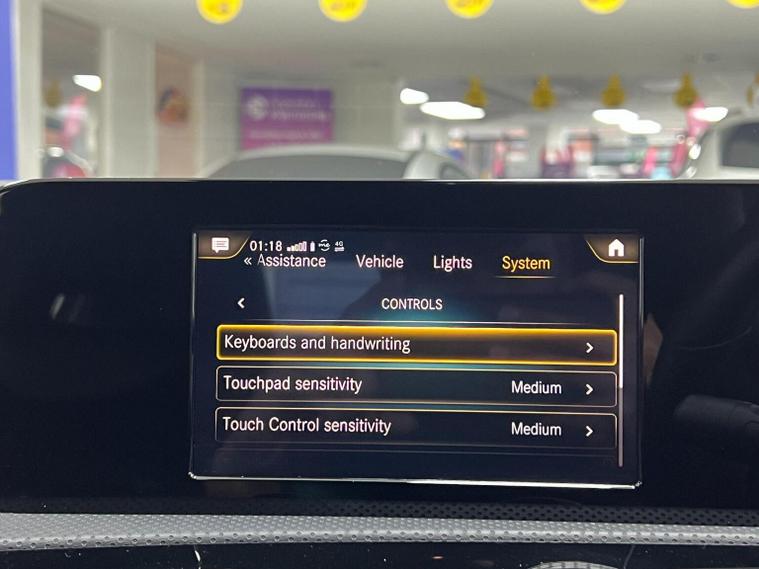 01:18 4G
« Assistance Vehicle Lights System
CONTROLS
Keyboards and handwriting
Touchpad sensitivity Medium
Touch Control sensitivity Medium